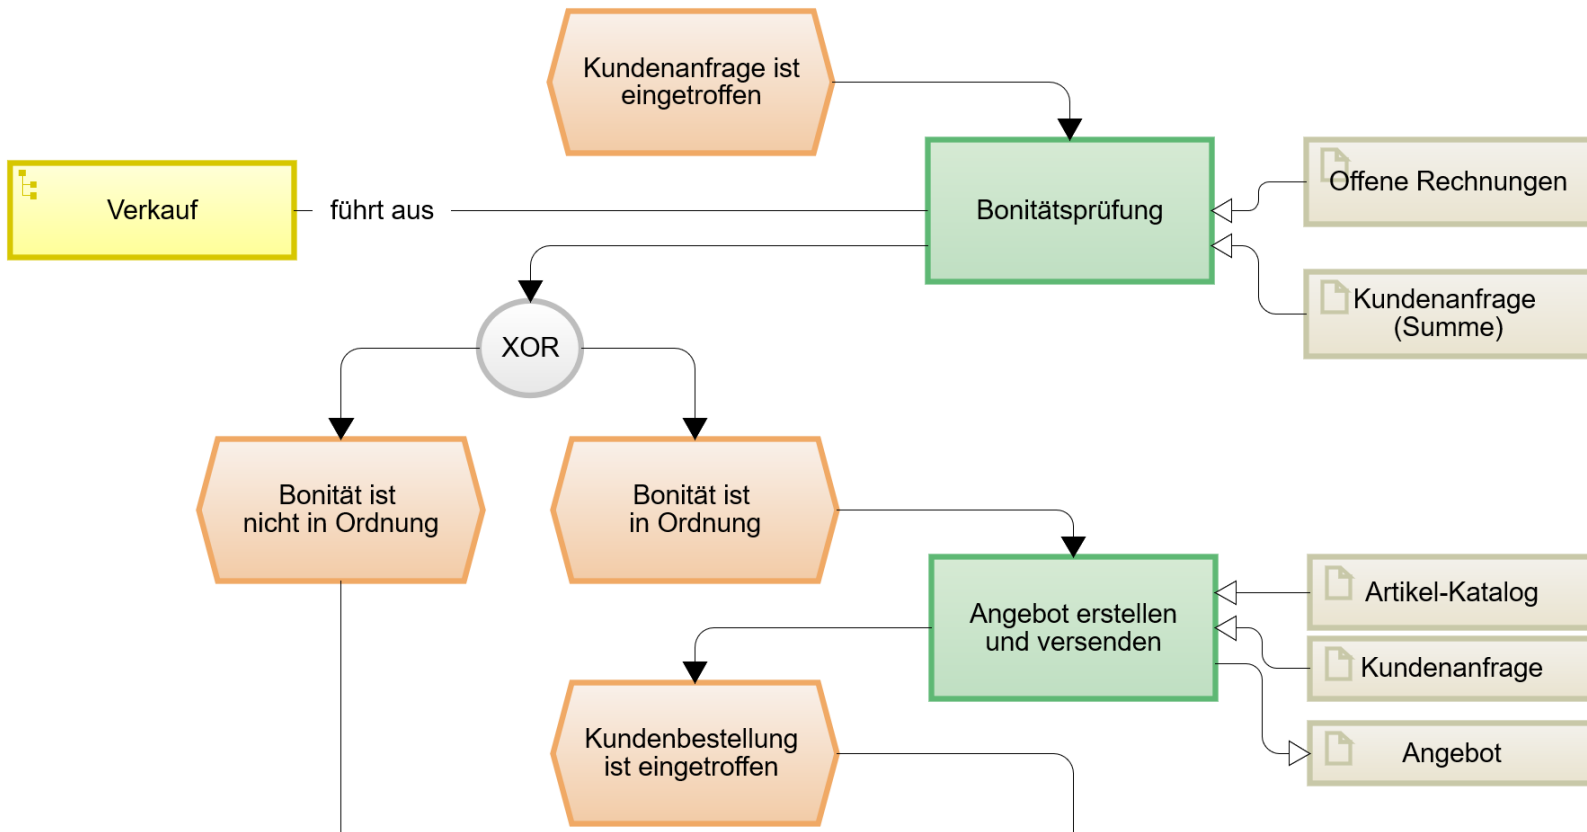 Kundenanfrage ist
eingetroffen
Verkauf
führt aus
Bonitätsprüfung
Offene Rechnungen
Kundenanfrage
(Summe)
XOR
Bonität ist
nicht in Ordnung
Bonität ist
in Ordnung
Angebot erstellen
und versenden
Artikel-Katalog
Kundenanfrage
Angebot
Kundenbestellung
ist eingetroffen